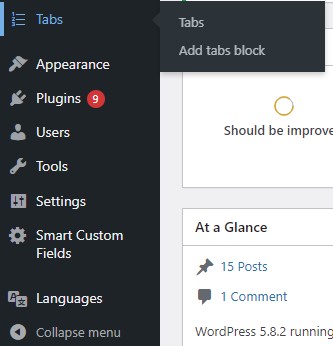 Tabs
Tabs
Add tabs block
Appearance
Plugins 9
Users
Tools
Settings
Smart Custom
Fields
Languages
Collapse menu
Should be improve
At a Glance
15 Posts
1 Comment
WordPress 5.8.2 running